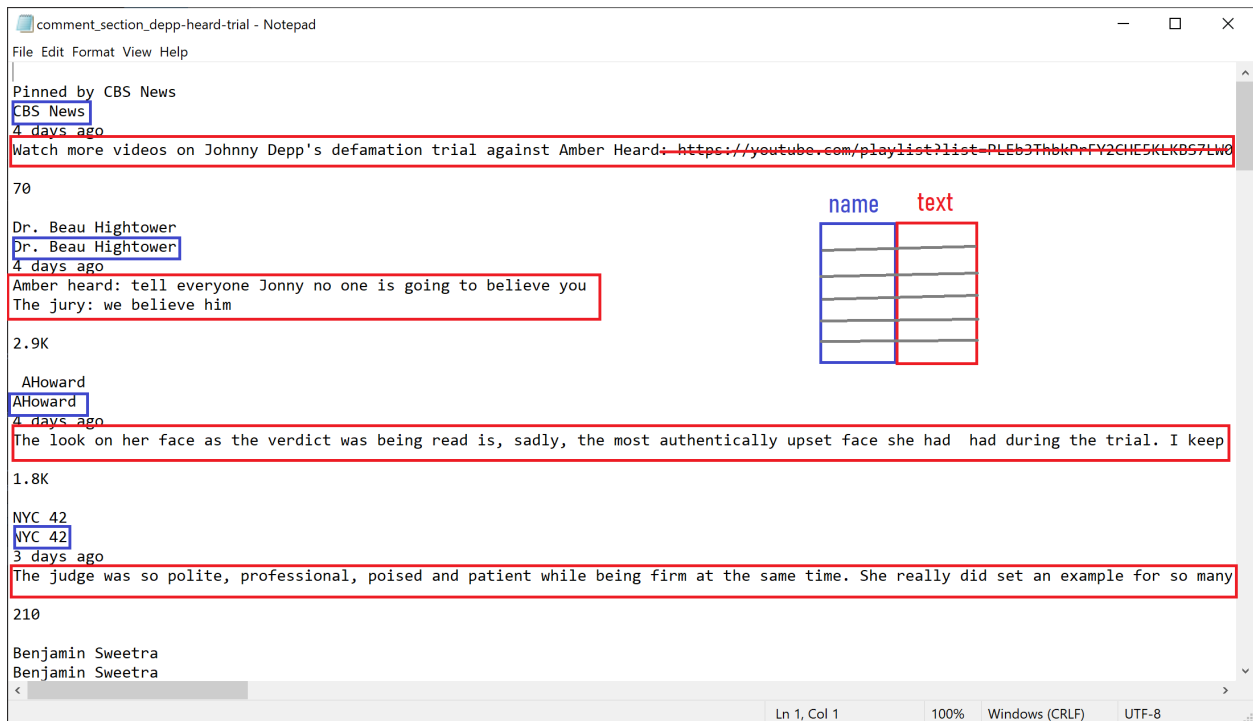 comment_section_depp-heard-trial - Notepad
File Edit Format View Help
Pinned by CBS News
CBS News
4 days ago
Watch more videos on Johnny Depp's defamation trial against Amber Heard: https://youtube.com/playlist?list=PLEb3ThbkPrFY2CHE5KLKBS7LW0
70
name text
Dr. Beau Hightower
Dr. Beau Hightower
4 days ago
Amber heard: tell everyone Jonny no one is going to believe you
The jury: we believe him
2.9K
AHoward
AHoward
4 days ago
The look on her face as the verdict was being read is, sadly, the most authentically upset face she had  had during the trial. I keep
1.8K
NYC 42
NYC 42
3 days ago
The judge was so polite, professional, poised and patient while being firm at the same time. She really did set an example for so many
210
Benjamin Sweetra
Benjamin Sweetra
Ln 1, Col 1 100% Windows (CRLF) UTF-8